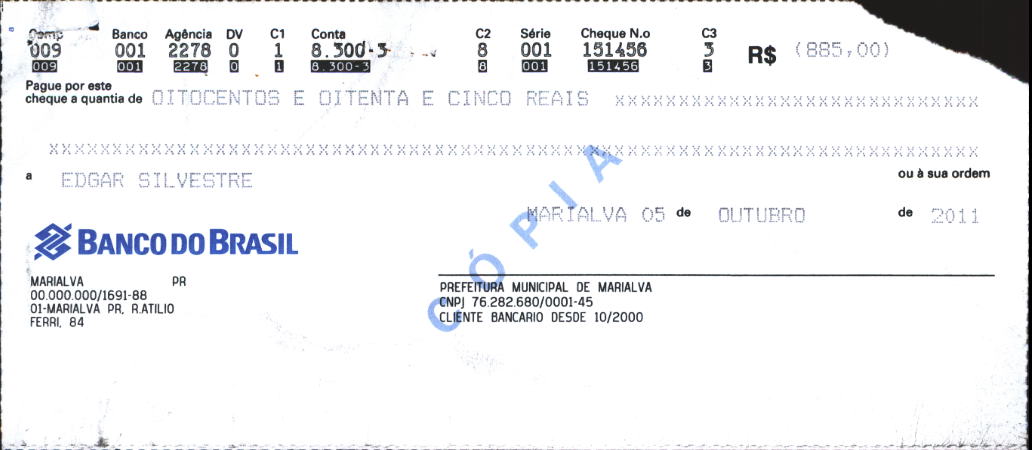 Comp Banco Agência DV C1 Conta C2 Série Cheque N.o C3
009 001 2278 0 1 8.300-3 8 001 151456 3 R$ (885,00)
009 001 2278 0 1 8.300-3 8 001 151456 3
Pague por este
cheque a quantia de OITOCENTOS E OITENTA E CINCO REAIS XXXXXXXXXXXXXXXXXXXXXXXXXXXXXXXXXX
XXXXXXXXXXXXXXXXXXXXXXXXXXXXXXXXXXXXXXXXXXXXXXXXXXXXXXXXXXXXXXXXXXXXXXXXXXXXXXXXXXXXXX
a EDGAR SILVESTRE ou à sua ordem
MARIALVA 05 de OUTUBRO de 2011
CÓPIA
BANCO DO BRASIL
MARIALVA PR
00.000.000/1691-88
01-MARIALVA PR, R.ATILIO
FERRI, 84
PREFEITURA MUNICIPAL DE MARIALVA
CNPJ 76.282.680/0001-45
CLIENTE BANCARIO DESDE 10/2000